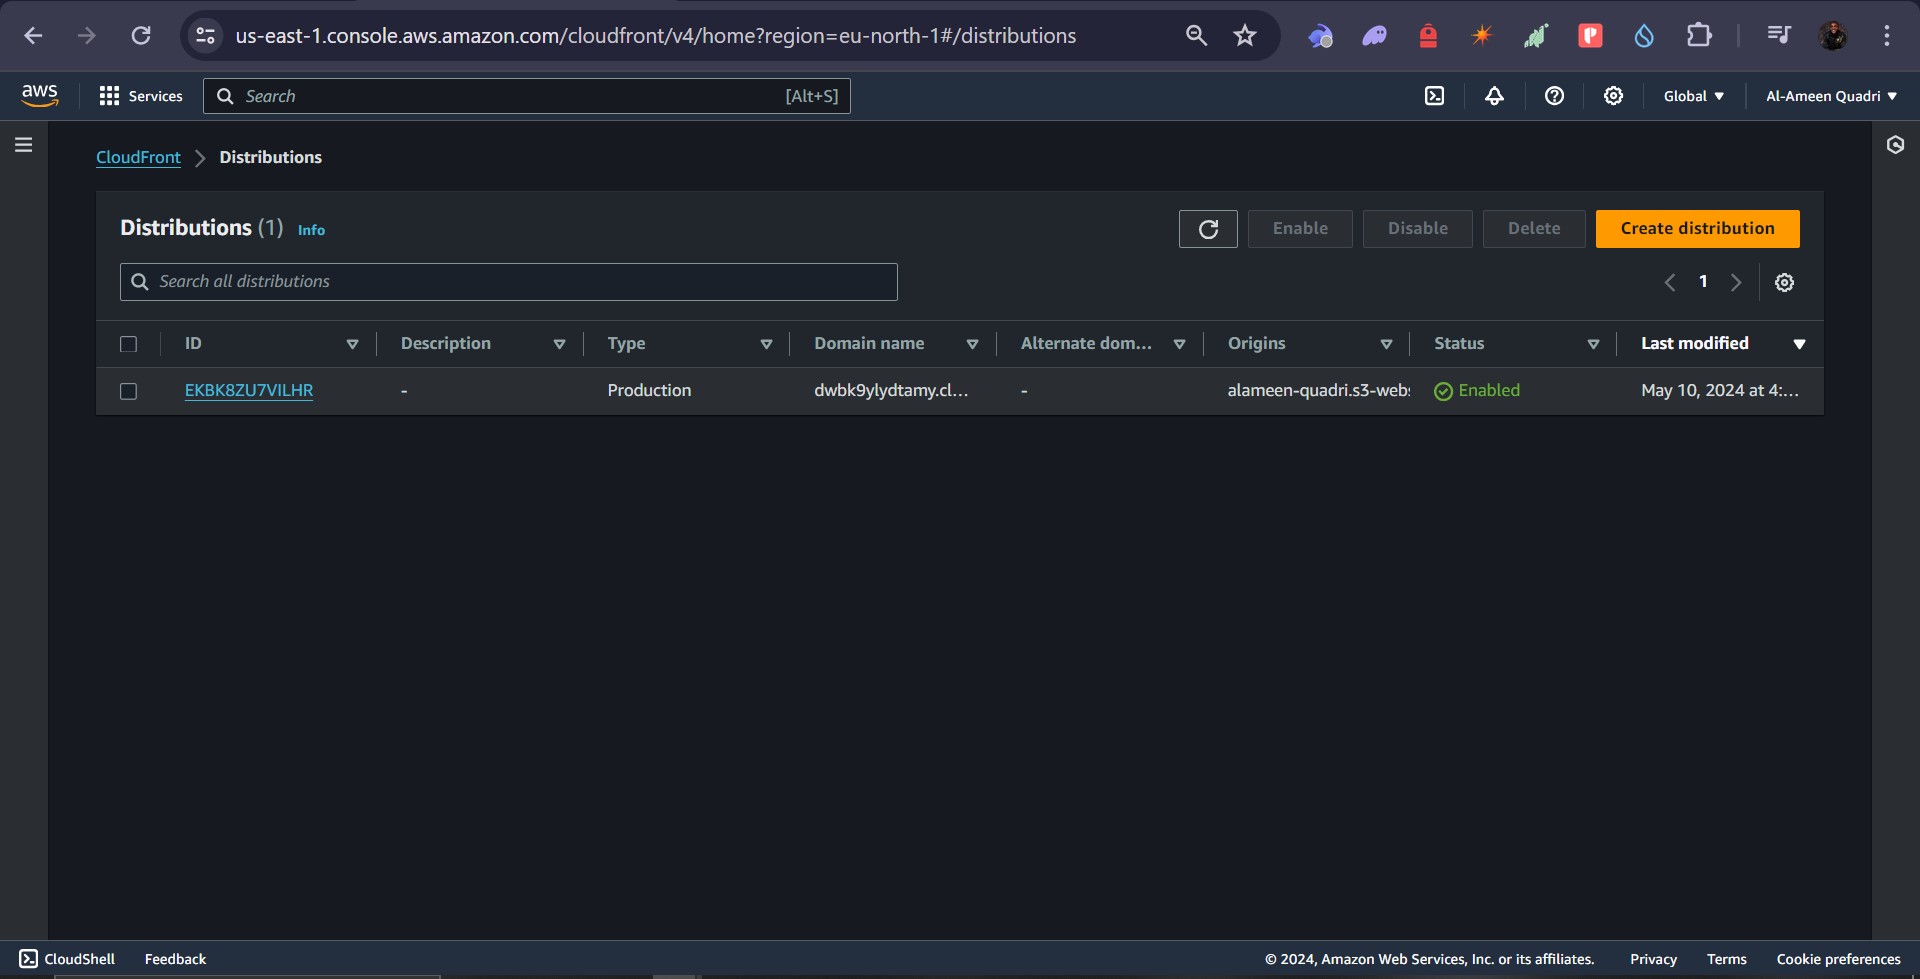 us-east-1.console.aws.amazon.com/cloudfront/v4/home?region=eu-north-1#/distributions
aws
Services
Search
[Alt+S]
Global
Al-Ameen Quadri
CloudFront
Distributions
Distributions (1) Info
Enable
Disable
Delete
Create distribution
Search all distributions
1
ID Description Type Domain name Alternate dom... Origins Status Last modified
EKBK8ZU7VILHR - Production dwbk9ylydtamy.cl... - alameen-quadri.s3-web Enabled May 10, 2024 at 4:...
CloudShell Feedback © 2024, Amazon Web Services, Inc. or its affiliates. Privacy Terms Cookie preferences